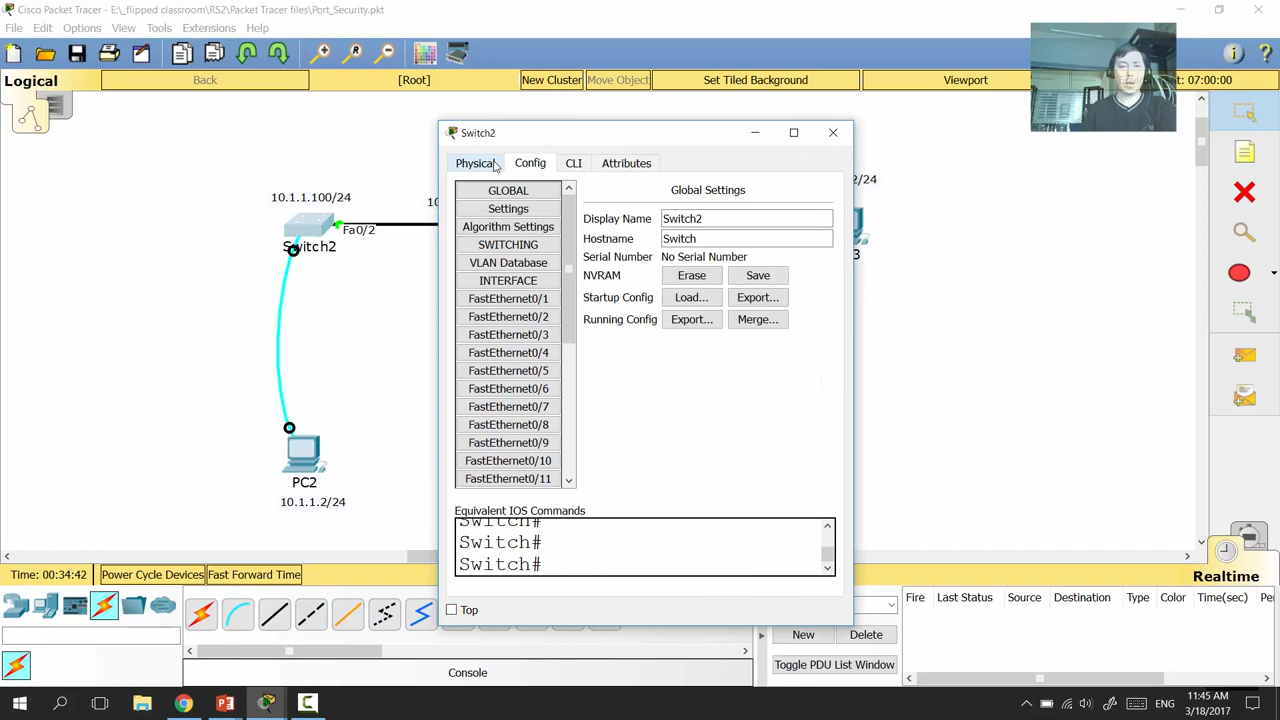 Cisco Packet Tracer - E:\_flipped classroom\RS2\Packet Tracer files\Port_Security.pkt
File Edit Options View Tools Extensions Help
Logical Back [Root] New Cluster Move Object Set Tiled Background Viewport 07:00:00
Switch2
Physical Config CLI Attributes
GLOBAL
Settings
Algorithm Settings
SWITCHING
VLAN Database
INTERFACE
FastEthernet0/1
FastEthernet0/2
FastEthernet0/3
FastEthernet0/4
FastEthernet0/5
FastEthernet0/6
FastEthernet0/7
FastEthernet0/8
FastEthernet0/9
FastEthernet0/10
FastEthernet0/11
Global Settings
Display Name Switch2
Hostname Switch
Serial Number No Serial Number
NVRAM Erase Save
Startup Config Load... Export...
Running Config Export... Merge...
Equivalent IOS Commands
Switch#
Switch#
Switch#
Top
10.1.1.100/24
10
2/24
Fa0/2
Switch2
3
PC2
10.1.1.2/24
Time: 00:34:42 Power Cycle Devices Fast Forward Time
Realtime
Fire Last Status Source Destination Type Color Time(sec) Pe
New Delete
Toggle PDU List Window
Console
ENG
11:45 AM
3/18/2017